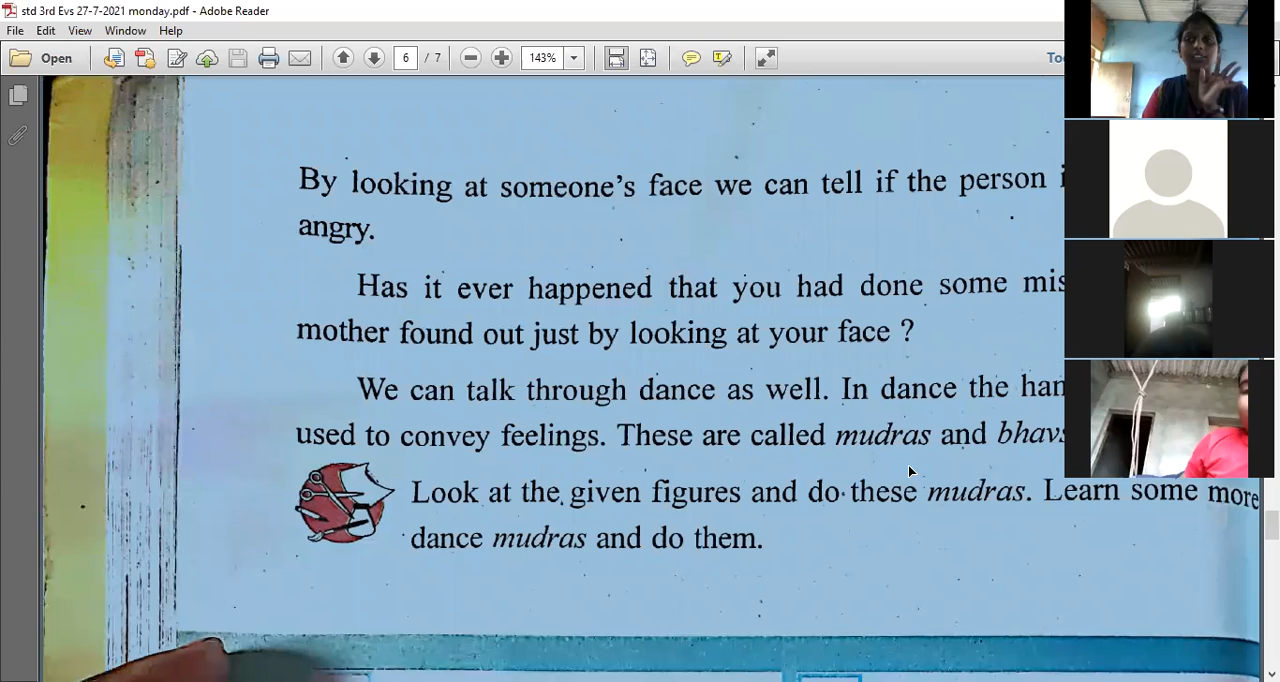 std 3rd Evs 27-7-2021 monday.pdf - Adobe Reader
File Edit View Window Help
Open 6 / 7 143%
By looking at someone's face we can tell if the person
angry.
Has it ever happened that you had done some
mother found out just by looking at your face ?
We can talk through dance as well. In dance the
used to convey feelings. These are called mudras and
Look at the given figures and do these mudras. Learn some more
dance mudras and do them.